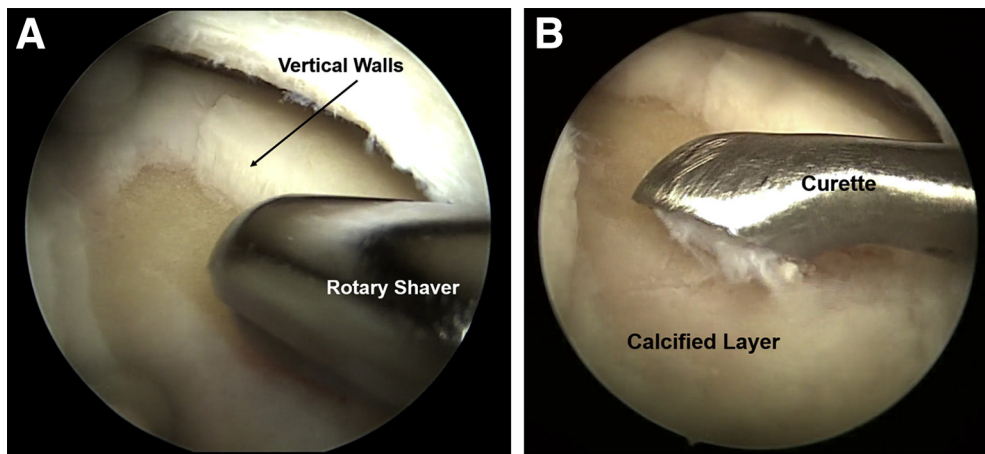 A
Vertical Walls
Rotary Shaver
B
Curette
Calcified Layer